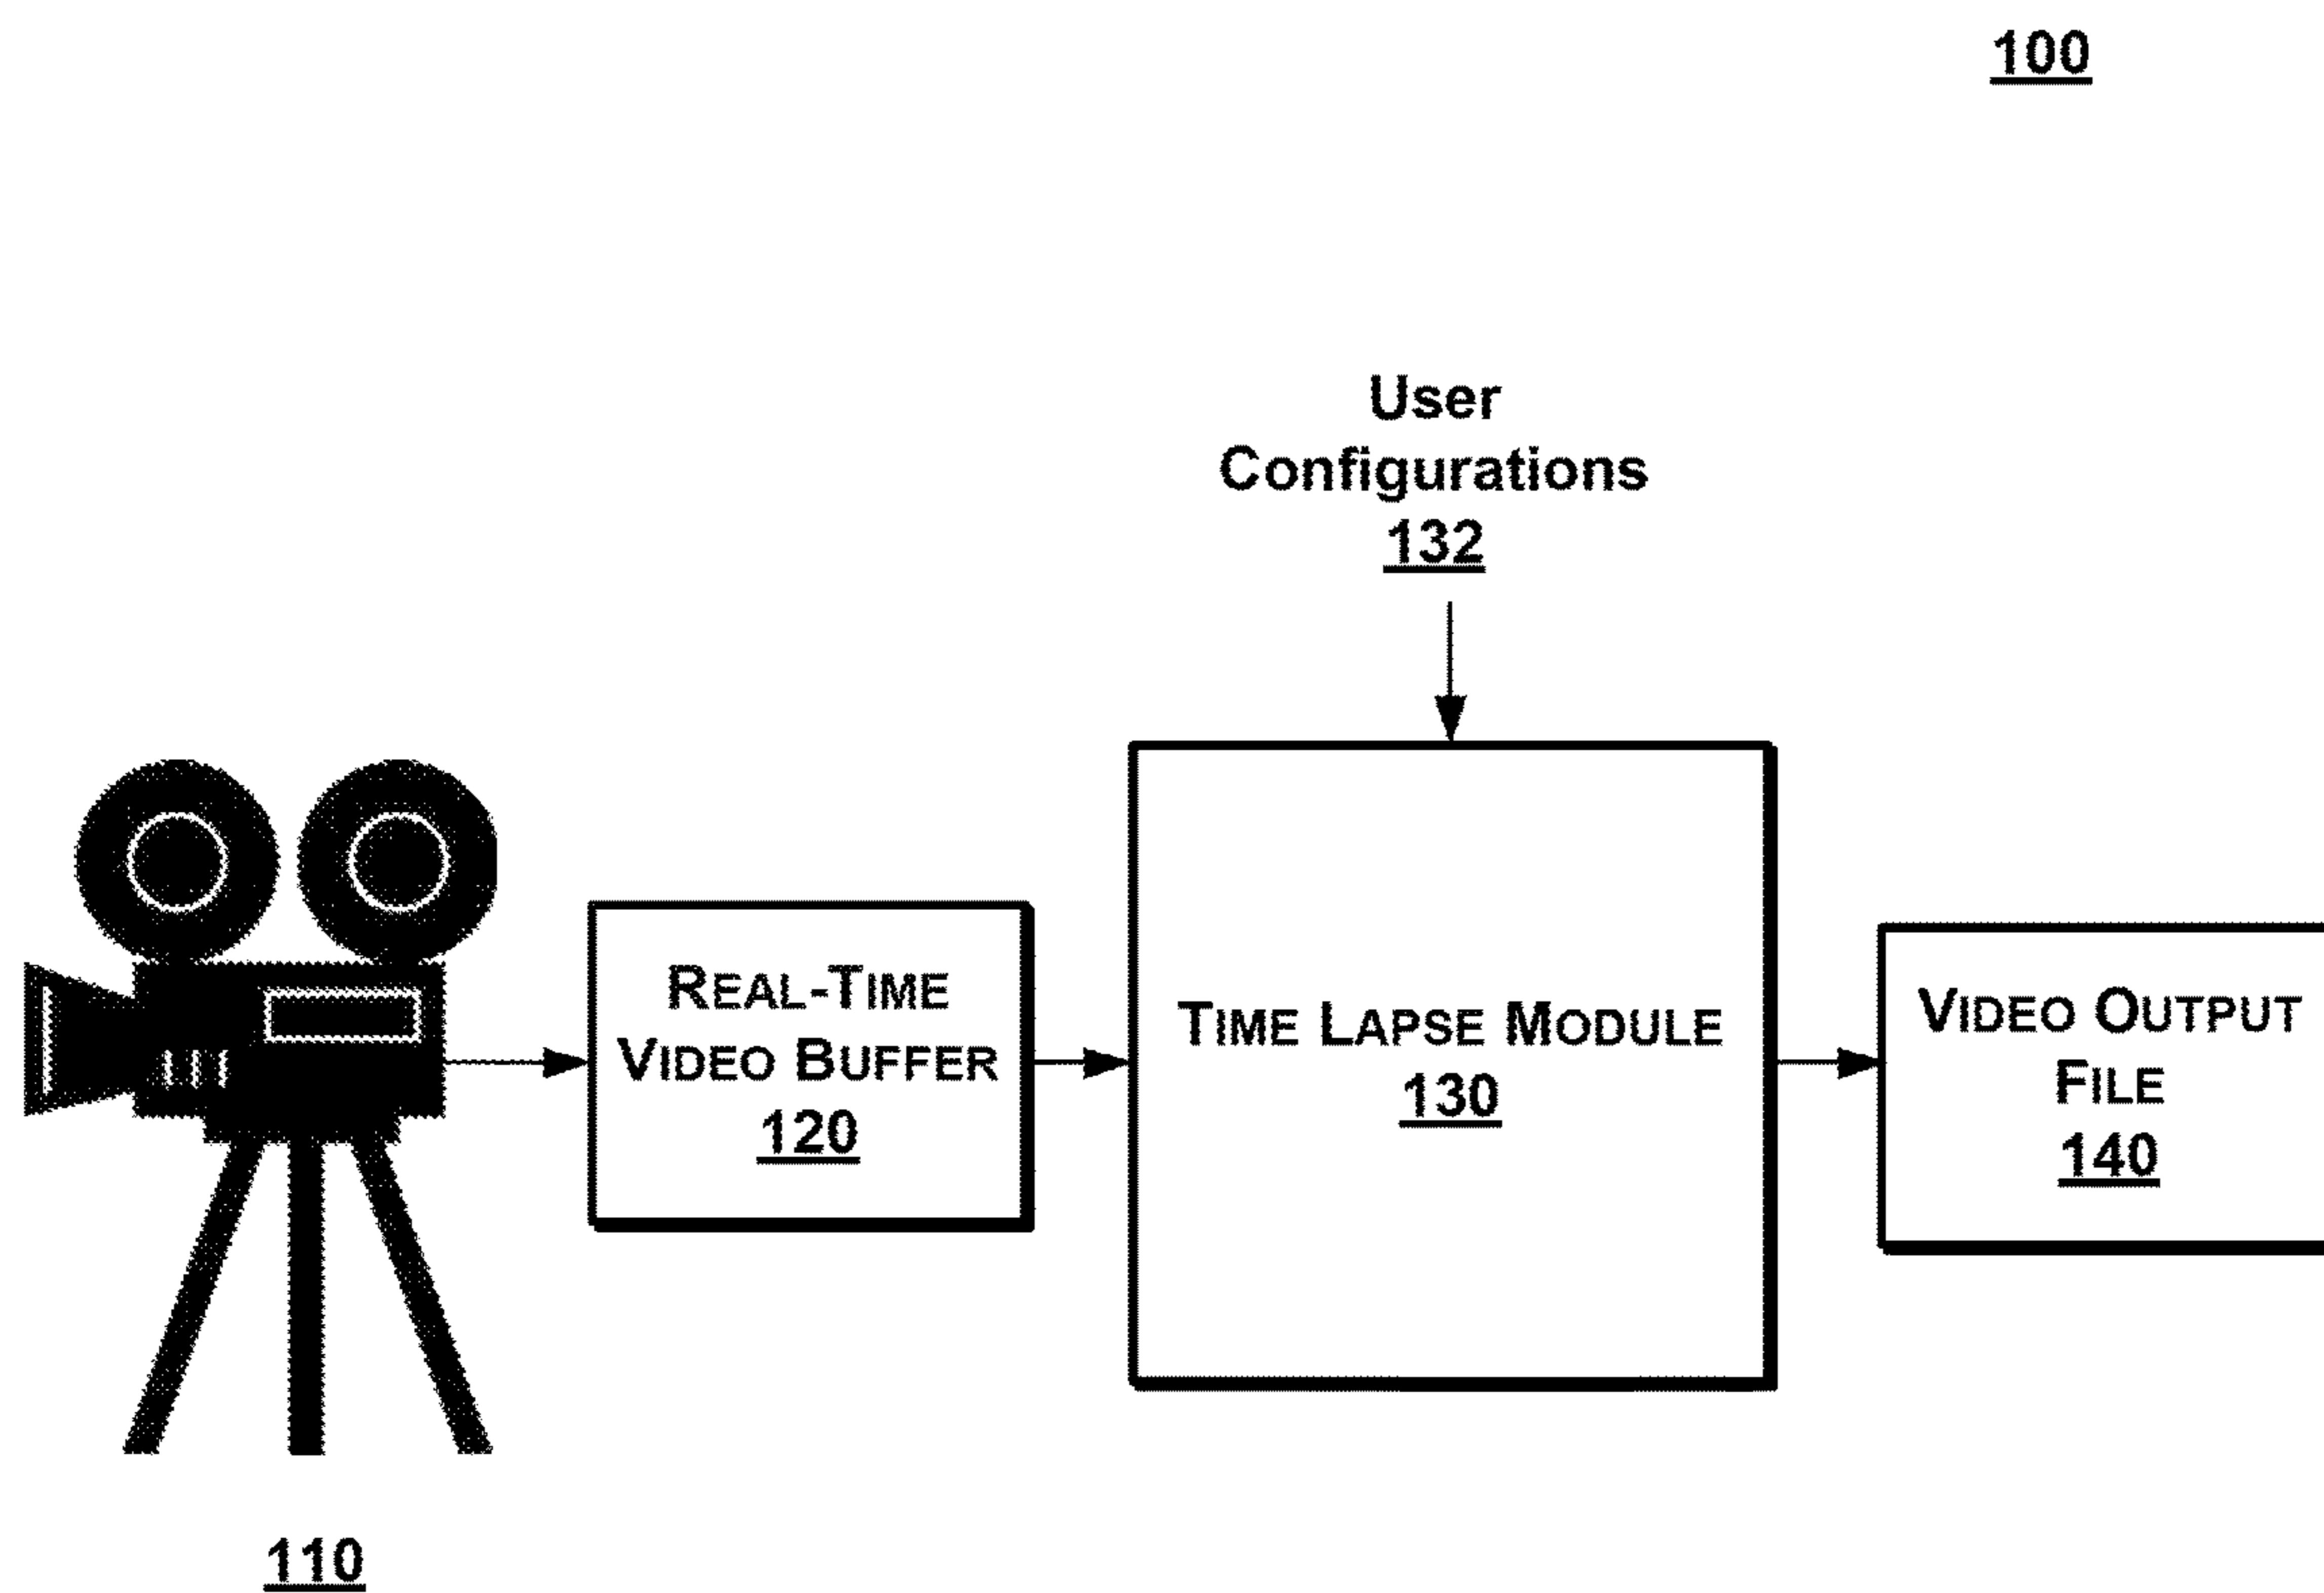 100
User
Configurations
132
REAL-TIME
VIDEO BUFFER
120
TIME LAPSE MODULE
130
VIDEO OUTPUT
FILE
140
110